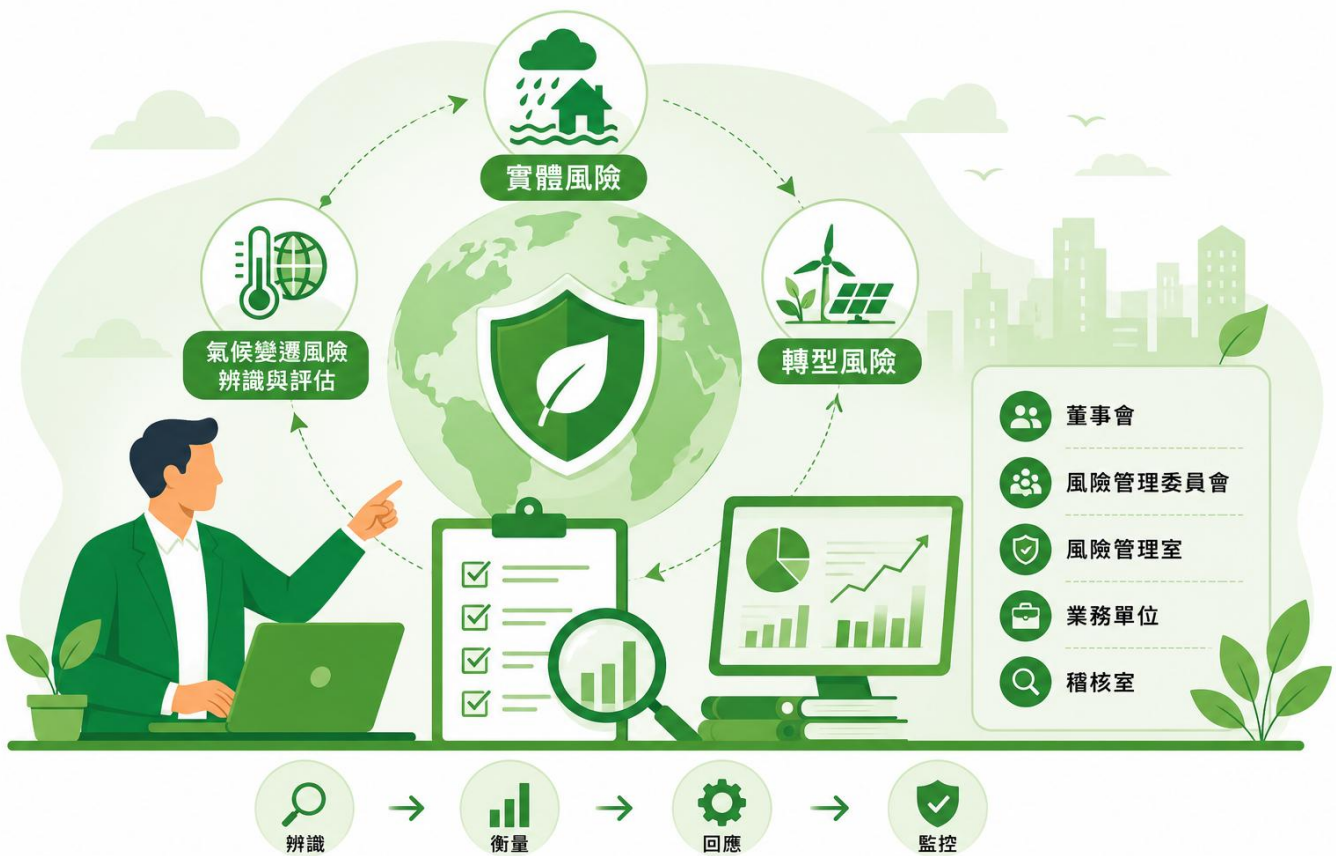 實體風險
氣候變遷風險
辨識與評估
轉型風險
董事會
風險管理委員會
風險管理室
業務單位
稽核室
辨識
衡量
回應
監控